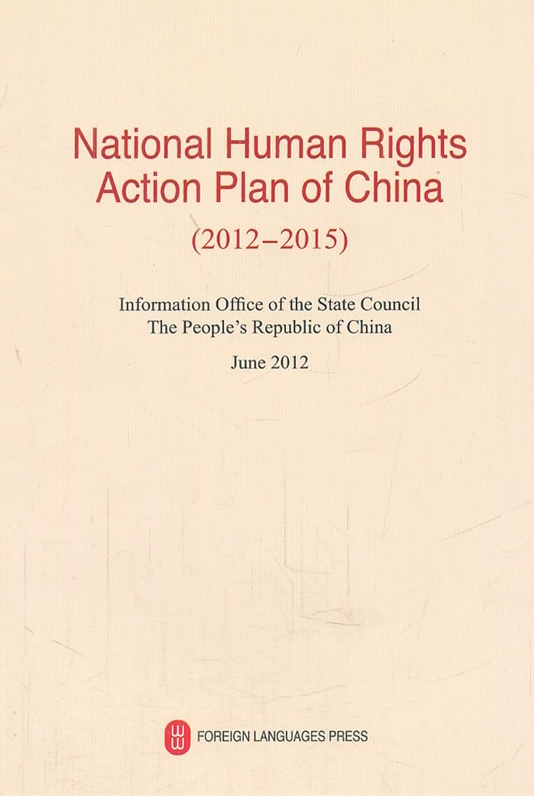 National Human Rights
Action Plan of China
(2012–2015)
Information Office of the State Council
The People's Republic of China
June 2012
FOREIGN LANGUAGES PRESS